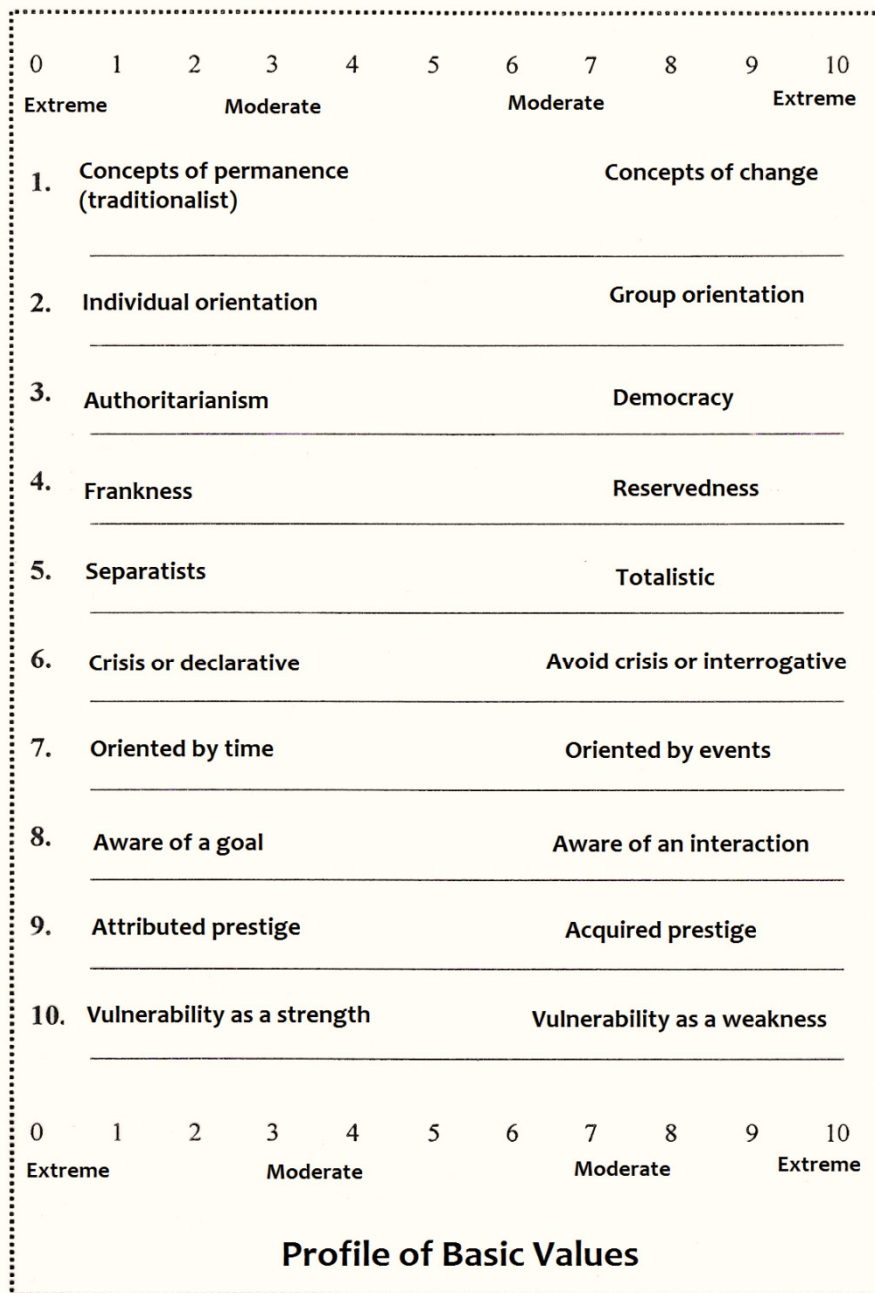 0 1 2 3 4 5 6 7 8 9 10
Extreme Moderate Moderate Extreme
1. Concepts of permanence Concepts of change
(traditionalist)
2. Individual orientation Group orientation
3. Authoritarianism Democracy
4. Frankness Reservedness
5. Separatists Totalistic
6. Crisis or declarative Avoid crisis or interrogative
7. Oriented by time Oriented by events
8. Aware of a goal Aware of an interaction
9. Attributed prestige Acquired prestige
10. Vulnerability as a strength Vulnerability as a weakness
0 1 2 3 4 5 6 7 8 9 10
Extreme Moderate Moderate Extreme
Profile of Basic Values